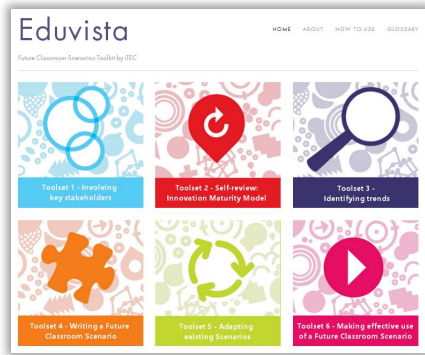 Eduvista
HOME ABOUT HOW TO USE GLOSSARY
Future Classroom Scenarios Toolkit by iTEC
Toolset 1 - Involving
key stakeholders
Toolset 2 - Self-review:
Innovation Maturity Model
Toolset 3 -
Identifying trends
Toolset 4 - Writing a Future
Classroom Scenario
Toolset 5 - Adapting
existing Scenarios
Toolset 6 - Making effective use
of a Future Classroom Scenario